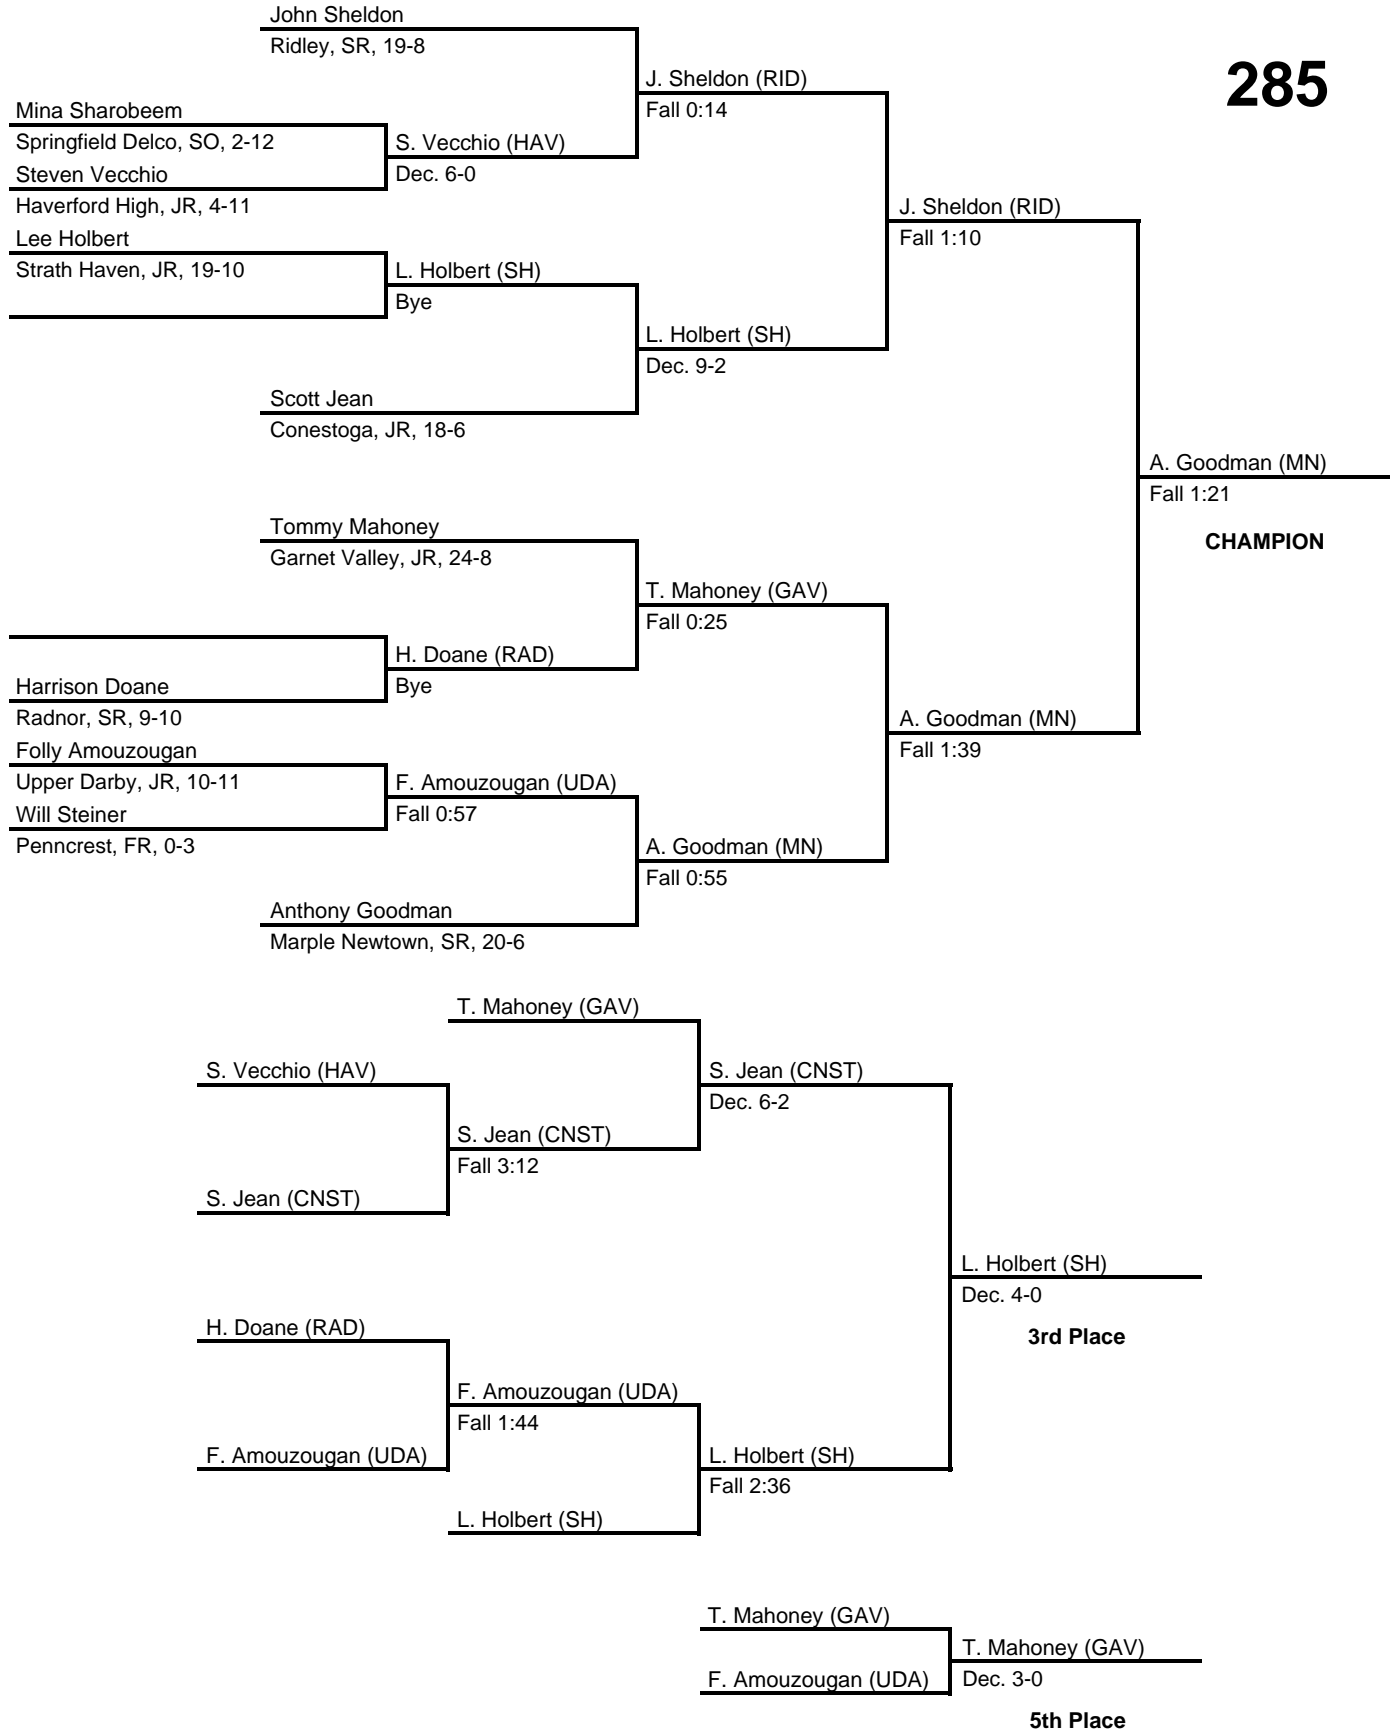 John Sheldon
Ridley, SR, 19-8
285
J. Sheldon (RID)
Fall 0:14
Mina Sharobeem
Springfield Delco, SO, 2-12
S. Vecchio (HAV)
Dec. 6-0
Steven Vecchio
Haverford High, JR, 4-11
J. Sheldon (RID)
Fall 1:10
Lee Holbert
Strath Haven, JR, 19-10
L. Holbert (SH)
Bye
L. Holbert (SH)
Dec. 9-2
Scott Jean
Conestoga, JR, 18-6
A. Goodman (MN)
Fall 1:21
CHAMPION
Tommy Mahoney
Garnet Valley, JR, 24-8
T. Mahoney (GAV)
Fall 0:25
H. Doane (RAD)
Bye
Harrison Doane
Radnor, SR, 9-10
A. Goodman (MN)
Fall 1:39
Folly Amouzougan
Upper Darby, JR, 10-11
F. Amouzougan (UDA)
Fall 0:57
Will Steiner
Penncrest, FR, 0-3
A. Goodman (MN)
Fall 0:55
Anthony Goodman
Marple Newtown, SR, 20-6
T. Mahoney (GAV)
S. Vecchio (HAV)
S. Jean (CNST)
Dec. 6-2
S. Jean (CNST)
Fall 3:12
S. Jean (CNST)
L. Holbert (SH)
Dec. 4-0
3rd Place
H. Doane (RAD)
F. Amouzougan (UDA)
Fall 1:44
F. Amouzougan (UDA)
L. Holbert (SH)
Fall 2:36
L. Holbert (SH)
T. Mahoney (GAV)
T. Mahoney (GAV)
Dec. 3-0
F. Amouzougan (UDA)
5th Place